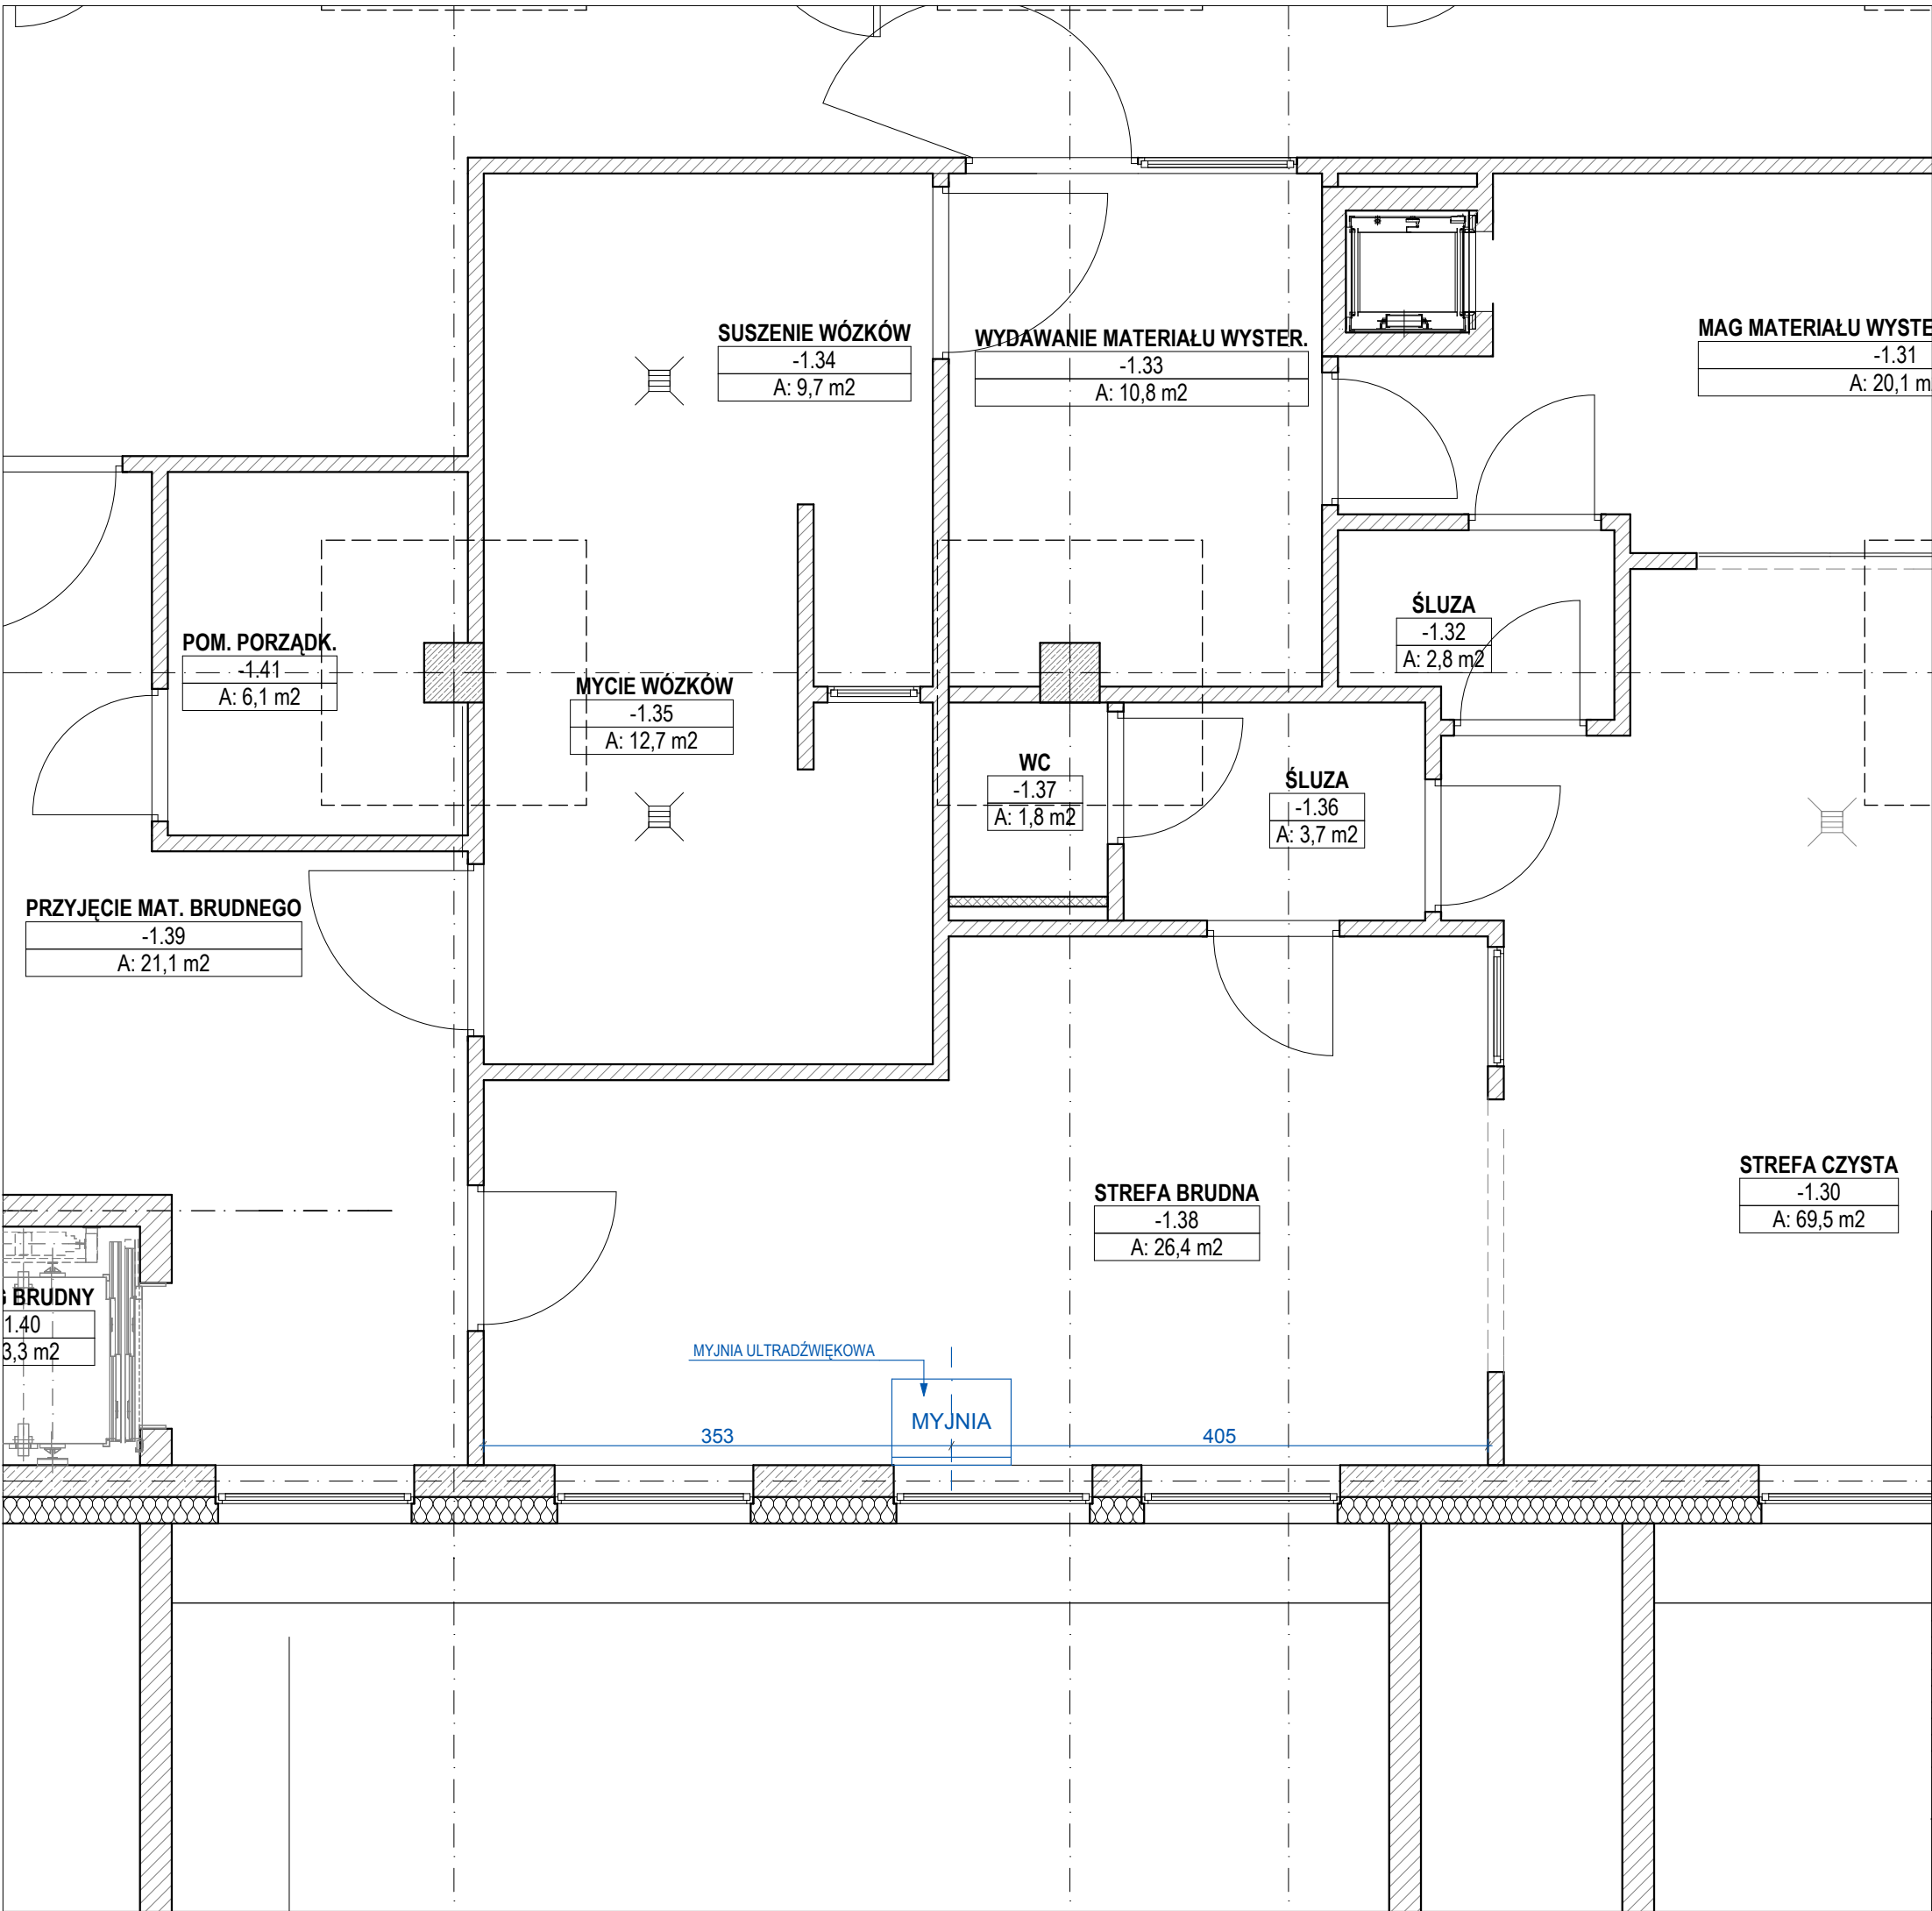 SUSZENIE WÓZKÓW
-1.34
A: 9,7 m2
WYDAWANIE MATERIAŁU WYSTER.
-1.33
A: 10,8 m2
MAG MATERIAŁU WYSTE
-1.31
A: 20,1 m
ŚLUZA
-1.32
A: 2,8 m2
POM. PORZĄDK.
-1.41
A: 6,1 m2
MYCIE WÓZKÓW
-1.35
A: 12,7 m2
WC
-1.37
A: 1,8 m2
ŚLUZA
-1.36
A: 3,7 m2
PRZYJĘCIE MAT. BRUDNEGO
-1.39
A: 21,1 m2
STREFA BRUDNA
-1.38
A: 26,4 m2
STREFA CZYSTA
-1.30
A: 69,5 m2
BRUDNY
1.40
3,3 m2
MYJNIA ULTRADŹWIĘKOWA
MYJNIA
353
405